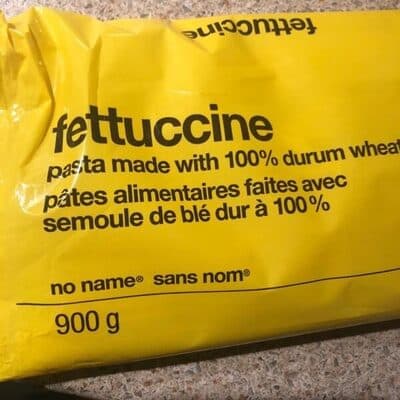 fettuccine
fettuccine
pasta made with 100% durum wheat
pâtes alimentaires faites avec
semoule de blé dur à 100%
no name® sans nom®
900 g